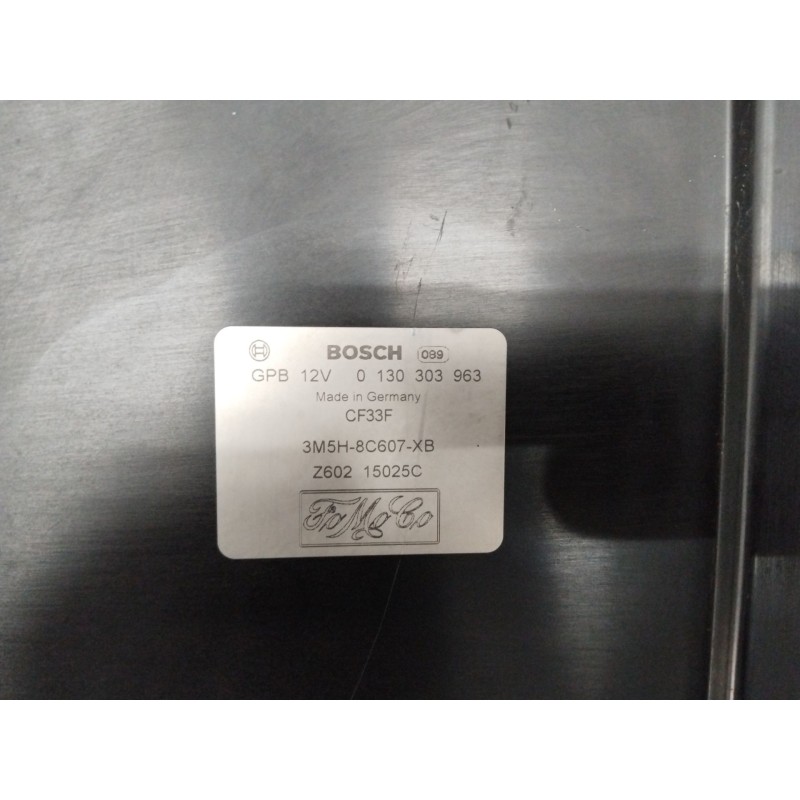 BOSCH 099
GPB 12V 0 130 303 963
Made in Germany
CF33F
3M5H-8C607-XB
Z602 15025C
FoMoCo